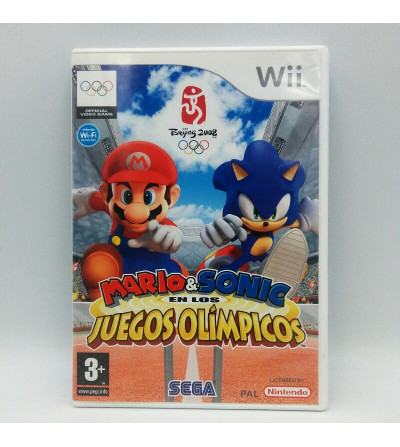 Wii
OFFICIAL
VIDEO GAME
Wi-Fi
Beijing 2008
M
MARIO & SONIC
EN LOS
JUEGOS OLÍMPICOS
TM
3+
www.pegi.info
SEGA
PAL
LICENSED BY
Nintendo